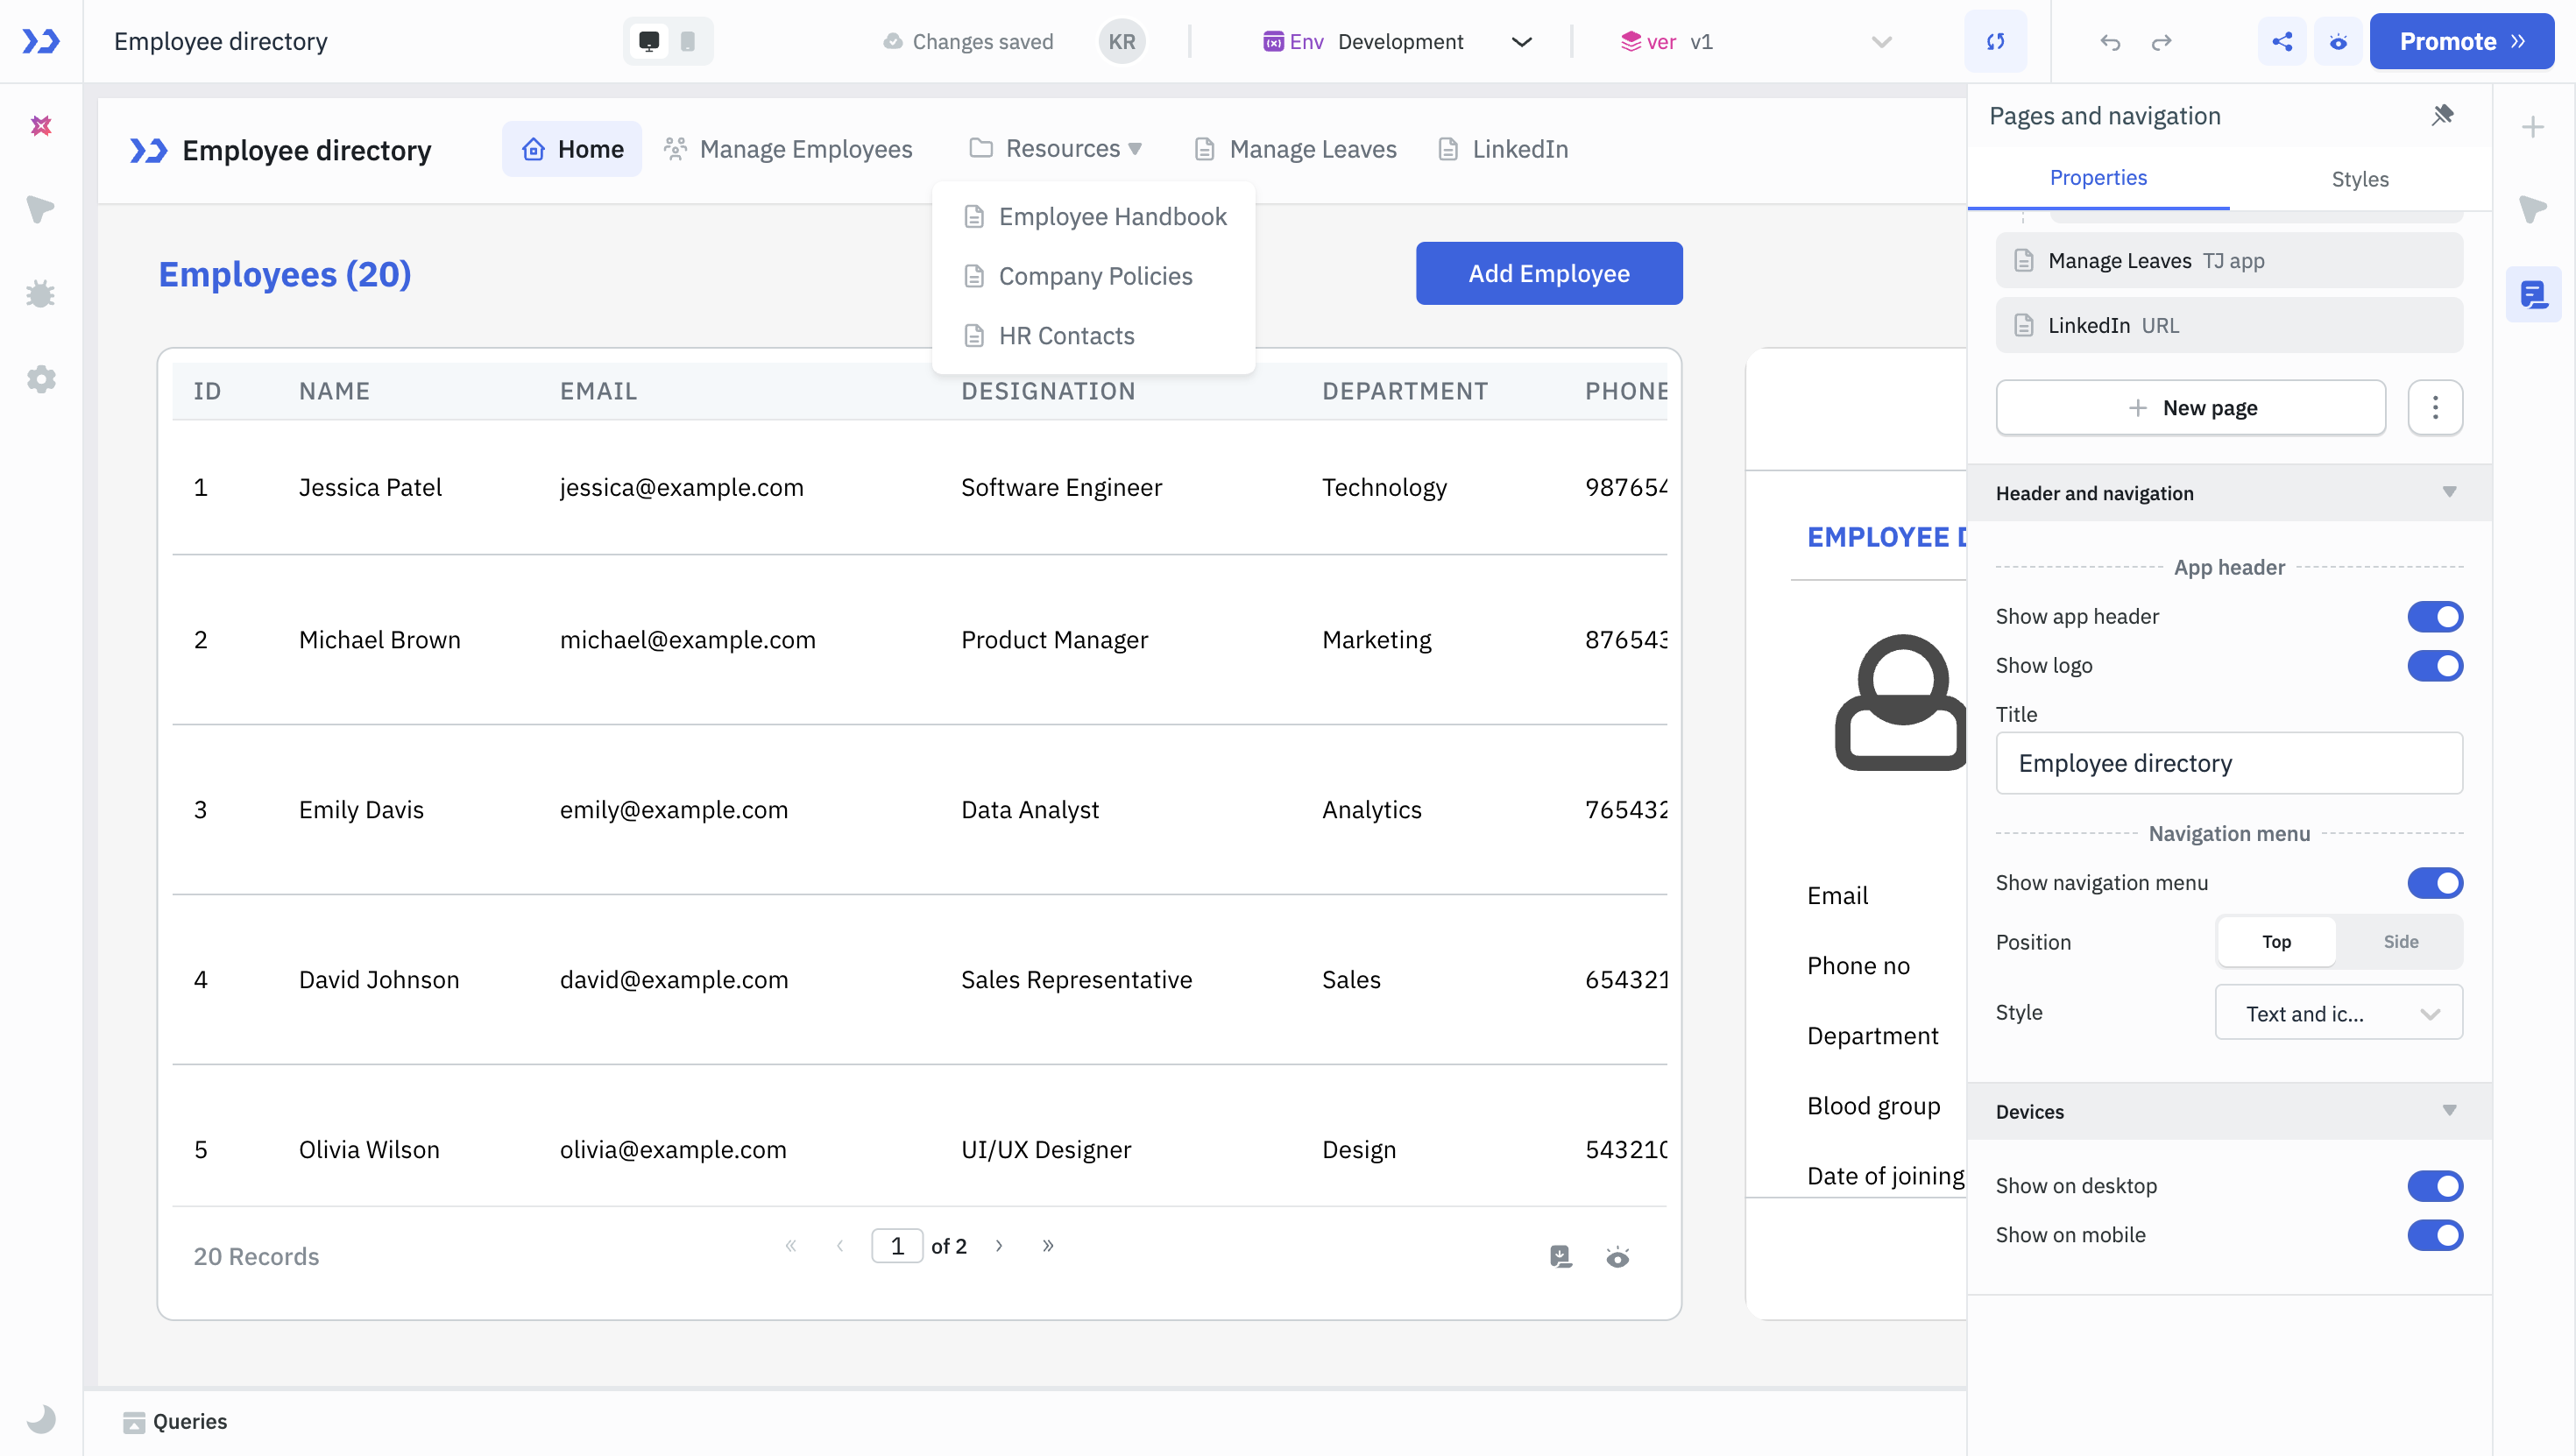 Employee directory
Changes saved
KR
Env Development
ver v1
Promote
Employee directory
Home
Manage Employees
Resources
Manage Leaves
LinkedIn
Employee Handbook
Company Policies
HR Contacts
Employees (20)
Add Employee
ID NAME EMAIL DESIGNATION DEPARTMENT PHONE
1 Jessica Patel jessica@example.com Software Engineer Technology 987654
2 Michael Brown michael@example.com Product Manager Marketing 876543
3 Emily Davis emily@example.com Data Analyst Analytics 765432
4 David Johnson david@example.com Sales Representative Sales 654321
5 Olivia Wilson olivia@example.com UI/UX Designer Design 543210
20 Records
« ‹ 1 of 2 › »
EMPLOYEE D
Email
Phone no
Department
Blood group
Date of joining
Queries
Pages and navigation
Properties
Styles
Manage Leaves TJ app
LinkedIn URL
+ New page
Header and navigation
App header
Show app header
Show logo
Title
Employee directory
Navigation menu
Show navigation menu
Position Top Side
Style Text and ic...
Devices
Show on desktop
Show on mobile